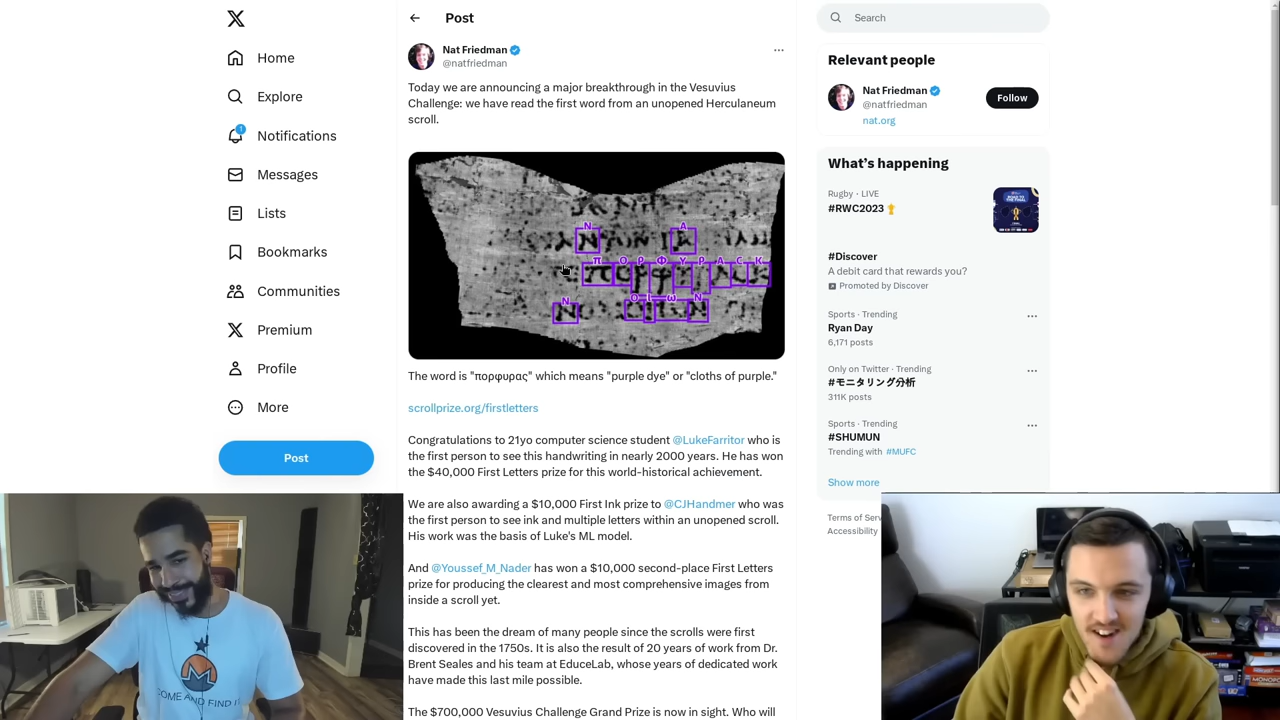 Home
Explore
1
Notifications
Messages
Lists
Bookmarks
Communities
Premium
Profile
More
Post
Post
Nat Friedman
@natfriedman
Today we are announcing a major breakthrough in the Vesuvius
Challenge: we have read the first word from an unopened Herculaneum
scroll.
N A
π Ο Ρ Φ Υ Ρ Α C Κ
N Ο Ι ω N
The word is "πορφυρας" which means "purple dye" or "cloths of purple."
scrollprize.org/firstletters
Congratulations to 21yo computer science student @LukeFarritor who is
the first person to see this handwriting in nearly 2000 years. He has won
the $40,000 First Letters prize for this world-historical achievement.
We are also awarding a $10,000 First Ink prize to @CJHandmer who was
the first person to see ink and multiple letters within an unopened scroll.
His work was the basis of Luke's ML model.
And @Youssef_M_Nader has won a $10,000 second-place First Letters
prize for producing the clearest and most comprehensive images from
inside a scroll yet.
This has been the dream of many people since the scrolls were first
discovered in the 1750s. It is also the result of 20 years of work from Dr.
Brent Seales and his team at EduceLab, whose years of dedicated work
have made this last mile possible.
The $700,000 Vesuvius Challenge Grand Prize is now in sight. Who will
Search
Relevant people
Nat Friedman
@natfriedman
Follow
nat.org
What's happening
Rugby · LIVE
#RWC2023
#Discover
A debit card that rewards you?
Promoted by Discover
Sports · Trending
Ryan Day
6,171 posts
Only on Twitter · Trending
#モニタリング分析
311K posts
Sports · Trending
#SHUMUN
Trending with #MUFC
Show more
Terms of
Accessibility
COME AND FIND IT